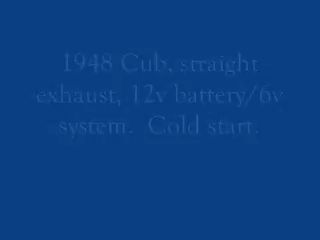 1948 Cub, straight
exhaust, 12v battery/6v
system.  Cold start.